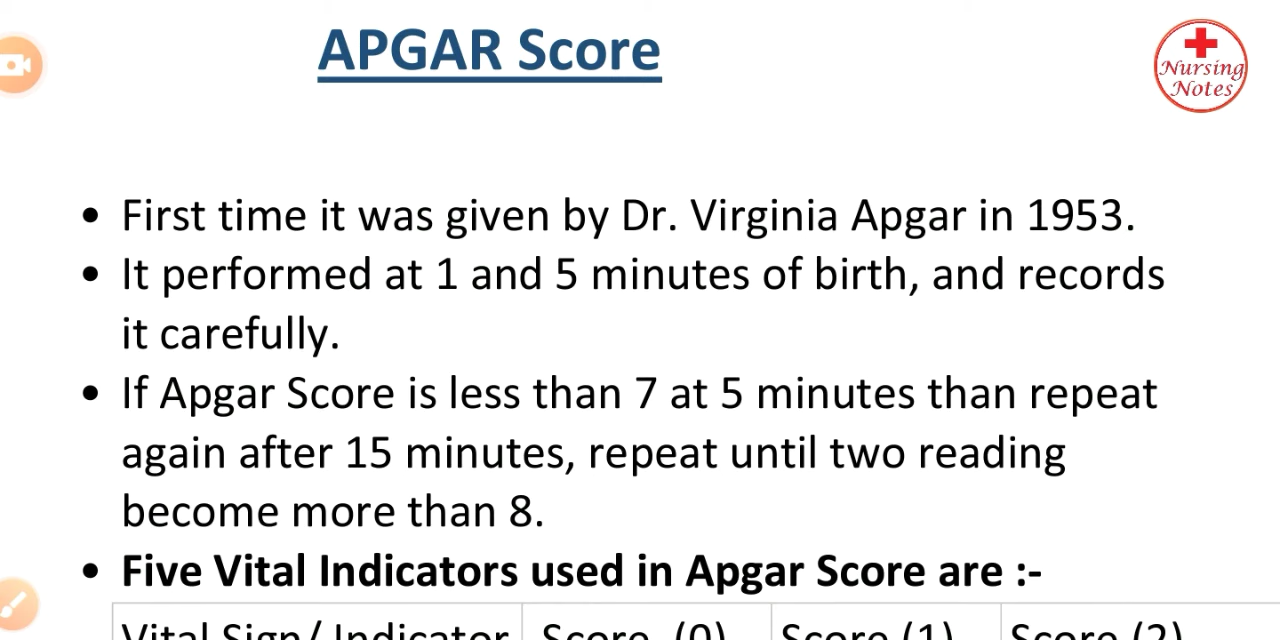 APGAR Score
Nursing
Notes
• First time it was given by Dr. Virginia Apgar in 1953.
• It performed at 1 and 5 minutes of birth, and records
it carefully.
• If Apgar Score is less than 7 at 5 minutes than repeat
again after 15 minutes, repeat until two reading
become more than 8.
• Five Vital Indicators used in Apgar Score are :-
Vital Sign/ Indicator Score (0) Score (1) Score (2)